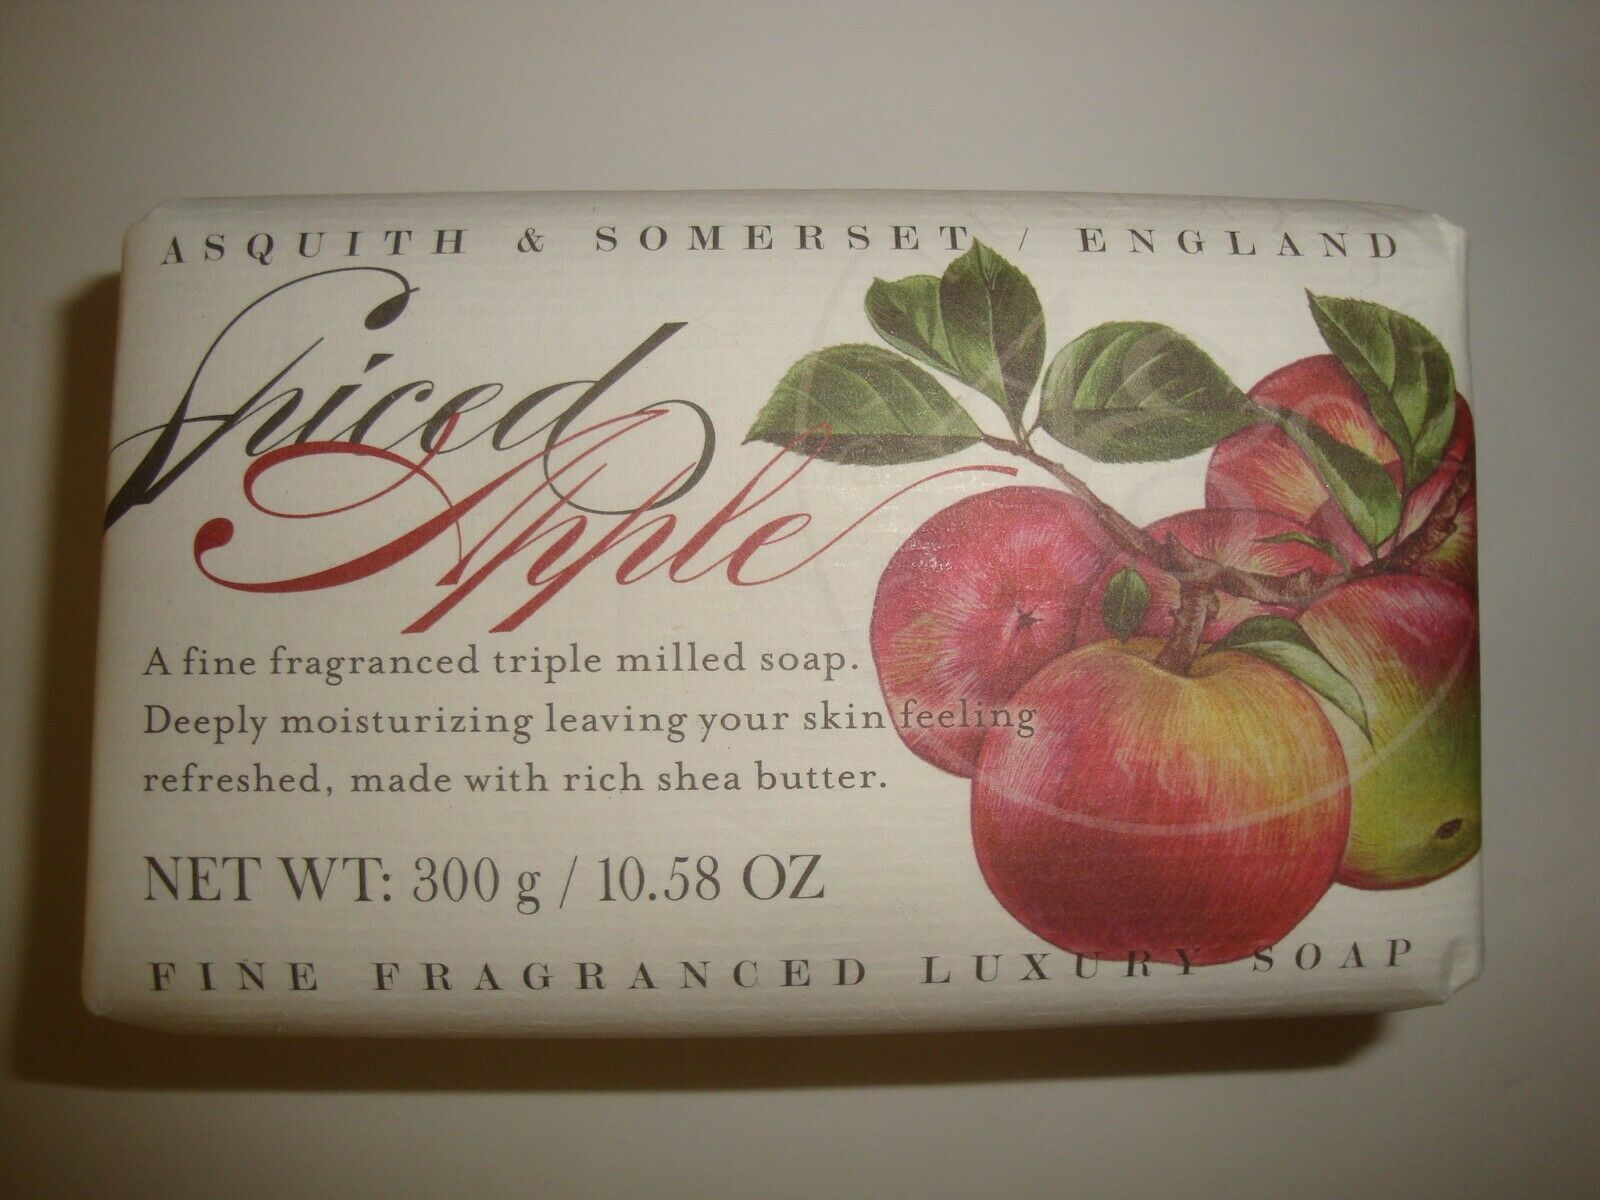 ASQUITH & SOMERSET / ENGLAND
Spiced
Apple
A fine fragranced triple milled soap.
Deeply moisturizing leaving your skin feeling
refreshed, made with rich shea butter.
NET WT: 300 g / 10.58 OZ
FINE FRAGRANCED LUXURY SOAP